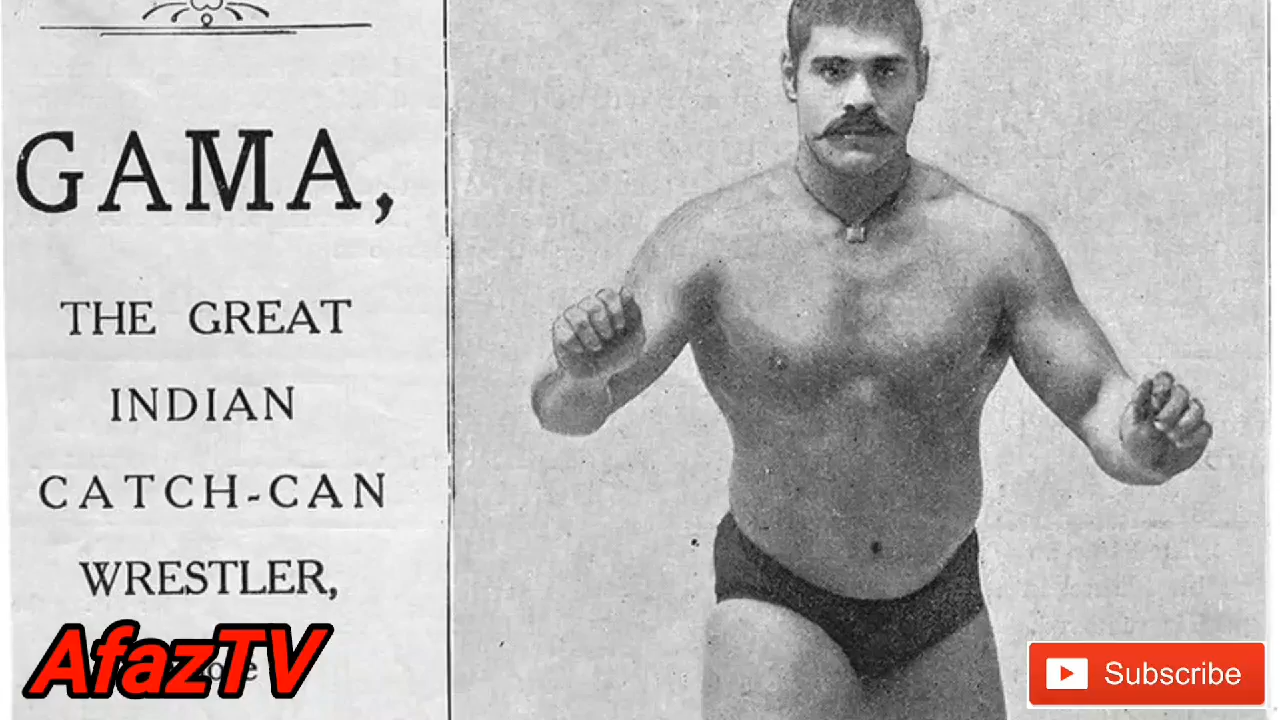 GAMA,
THE GREAT
INDIAN
CATCH-CAN
WRESTLER,
AfazTV
Subscribe